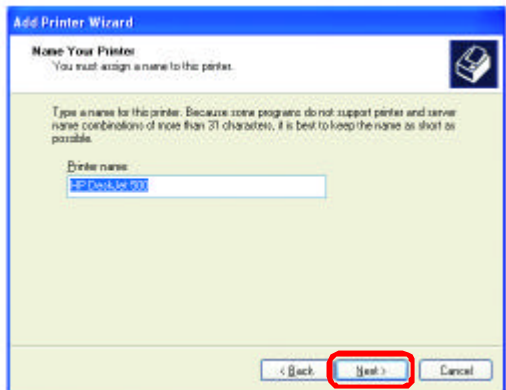 Add Printer Wizard
Name Your Printer
You must assign a name to this printer.
Type a name for this printer. Because some programs do not support printer and server
name combinations of more than 31 characters, it is best to keep the name as short as
possible.
Printer name:
HP DeskJet 500
< Back
Next >
Cancel